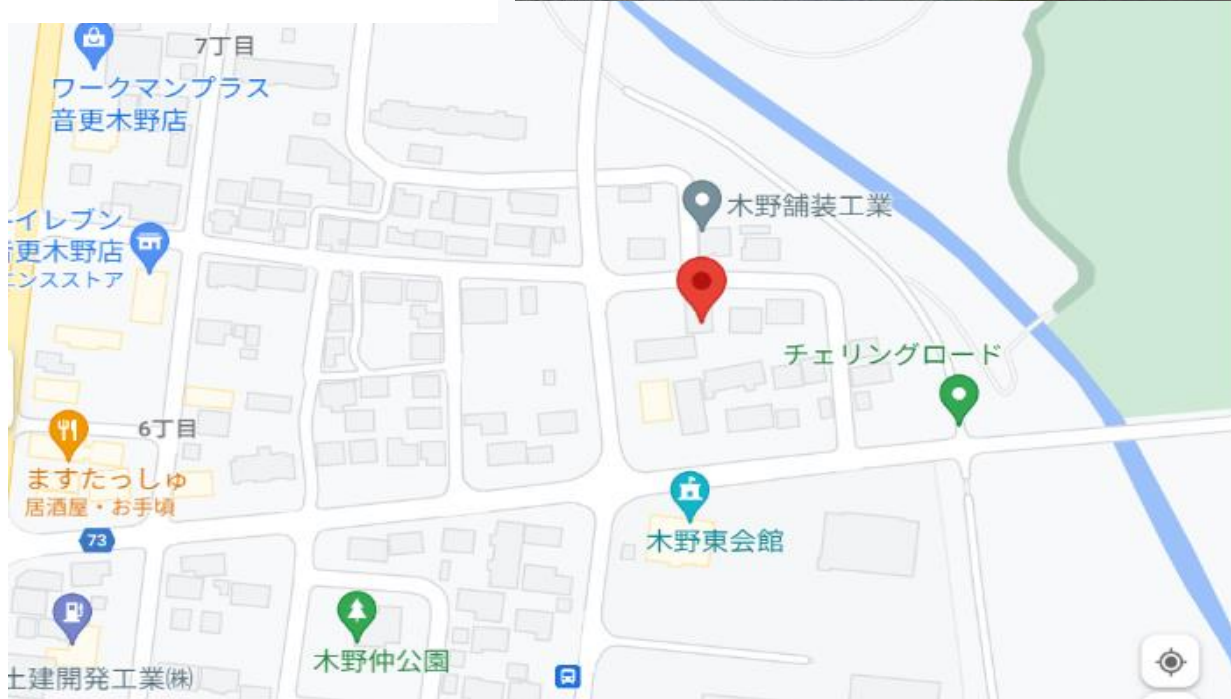 7丁目
ワークマンプラス
音更木野店
木野舗装工業
イレブン
更木野店
ンスストア
チェリングロード
6丁目
ますたっしゅ
居酒屋・お手頃
73
木野東会館
木野仲公園
土建開発工業㈱